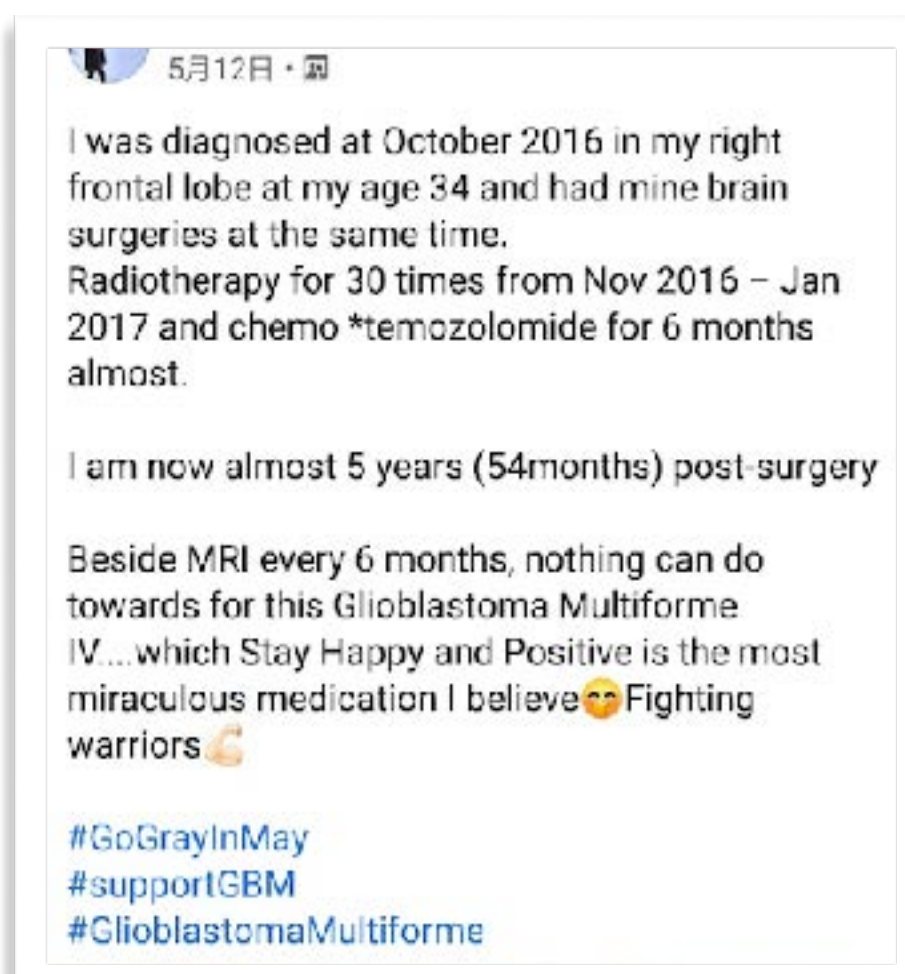 5月12日 ·
I was diagnosed at October 2016 in my right
frontal lobe at my age 34 and had mine brain
surgeries at the same time.
Radiotherapy for 30 times from Nov 2016 – Jan
2017 and chemo *temozolomide for 6 months
almost.
I am now almost 5 years (54months) post-surgery
Beside MRI every 6 months, nothing can do
towards for this Glioblastoma Multiforme
IV....which Stay Happy and Positive is the most
miraculous medication I believe😊Fighting
warriors💪🏻
#GoGrayInMay
#supportGBM
#GlioblastomaMultiforme